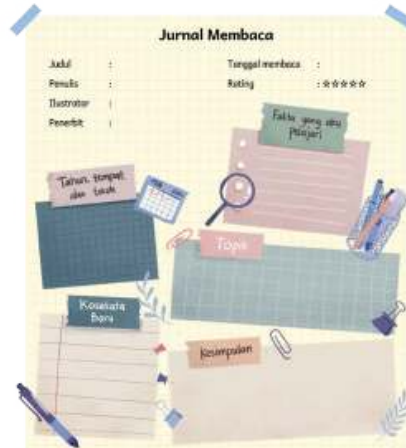 Jurnal Membaca
Judul :
Tanggal membaca :
Penulis :
Rating : ☆☆☆☆☆
Ilustrator :
Penerbit :
Fakta yang aku
Pelajari
Tahun, tempat,
dan tokoh
Topik
Kosakata
Baru
Kesimpulan